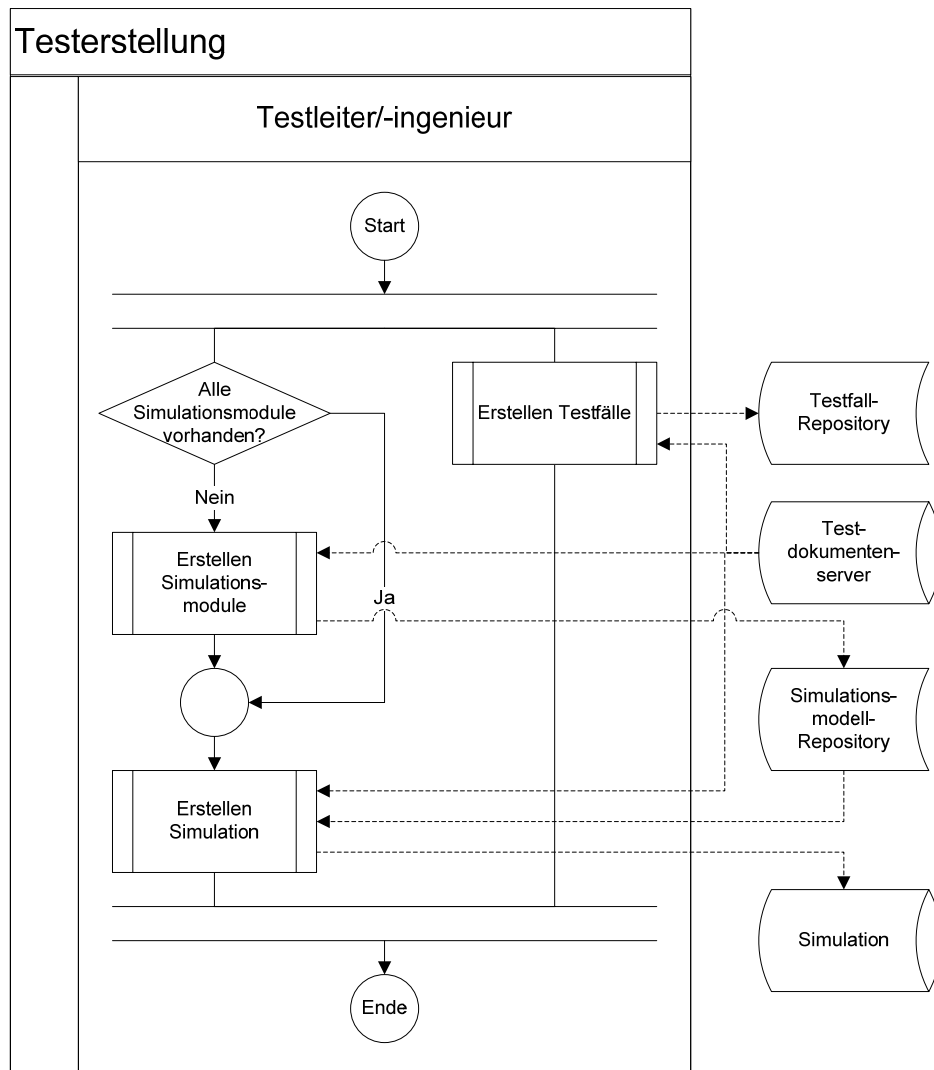 Testerstellung
Testleiter/-ingenieur
Start
Alle
Simulationsmodule
vorhanden?
Erstellen Testfälle
Testfall-
Repository
Nein
Test-
dokumenten-
server
Erstellen
Simulations-
module
Ja
Simulations-
modell-
Repository
Erstellen
Simulation
Simulation
Ende